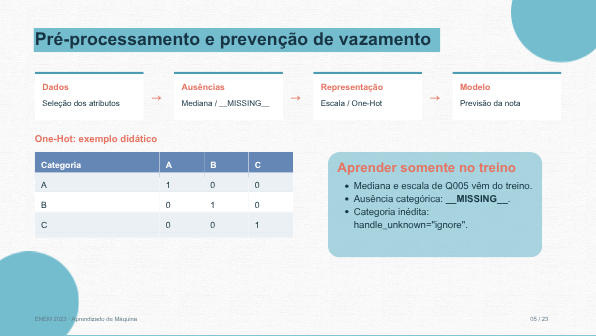 Pré-processamento e prevenção de vazamento
Dados
Seleção dos atributos
→
Ausências
Mediana / __MISSING__
→
Representação
Escala / One-Hot
→
Modelo
Previsão da nota
One-Hot: exemplo didático
Categoria A B C
A 1 0 0
B 0 1 0
C 0 0 1
Aprender somente no treino
• Mediana e escala de Q005 vêm do treino.
• Ausência categórica: __MISSING__.
• Categoria inédita:
handle_unknown="ignore".
ENEM 2023 · Aprendizado de Máquina
05 / 23